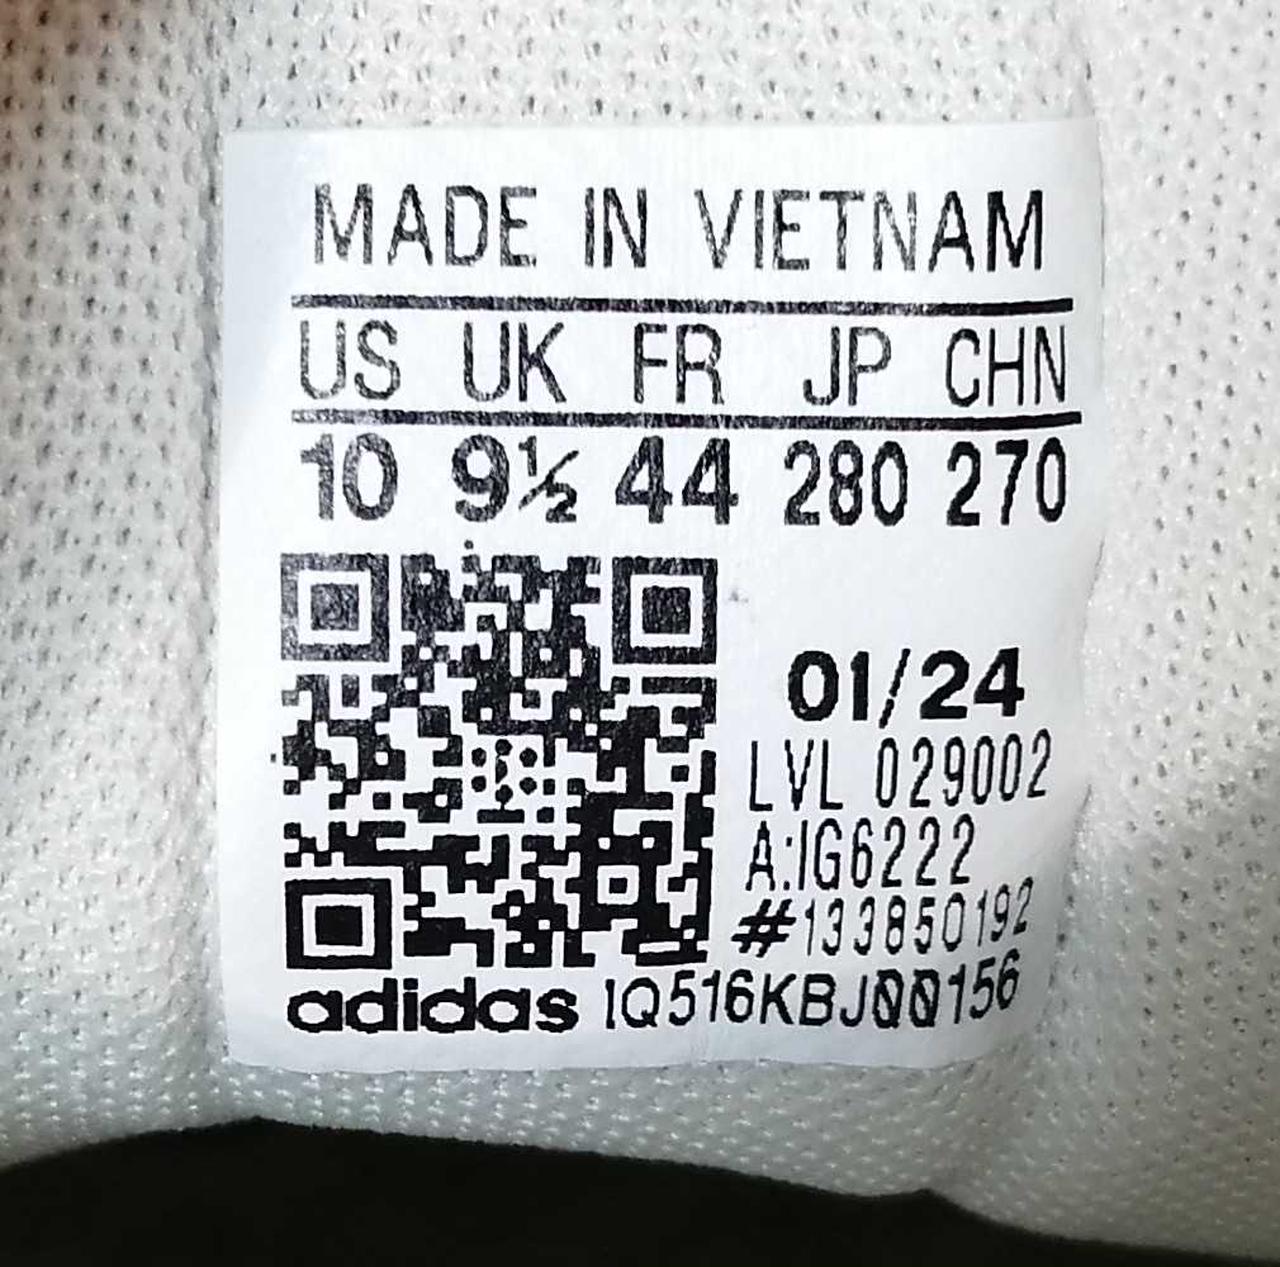 MADE IN VIETNAM
US UK FR JP CHN
10 9½ 44 280 270
01/24
LVL 029002
A:IG6222
#133850192
adidas IQ516KBJ00156